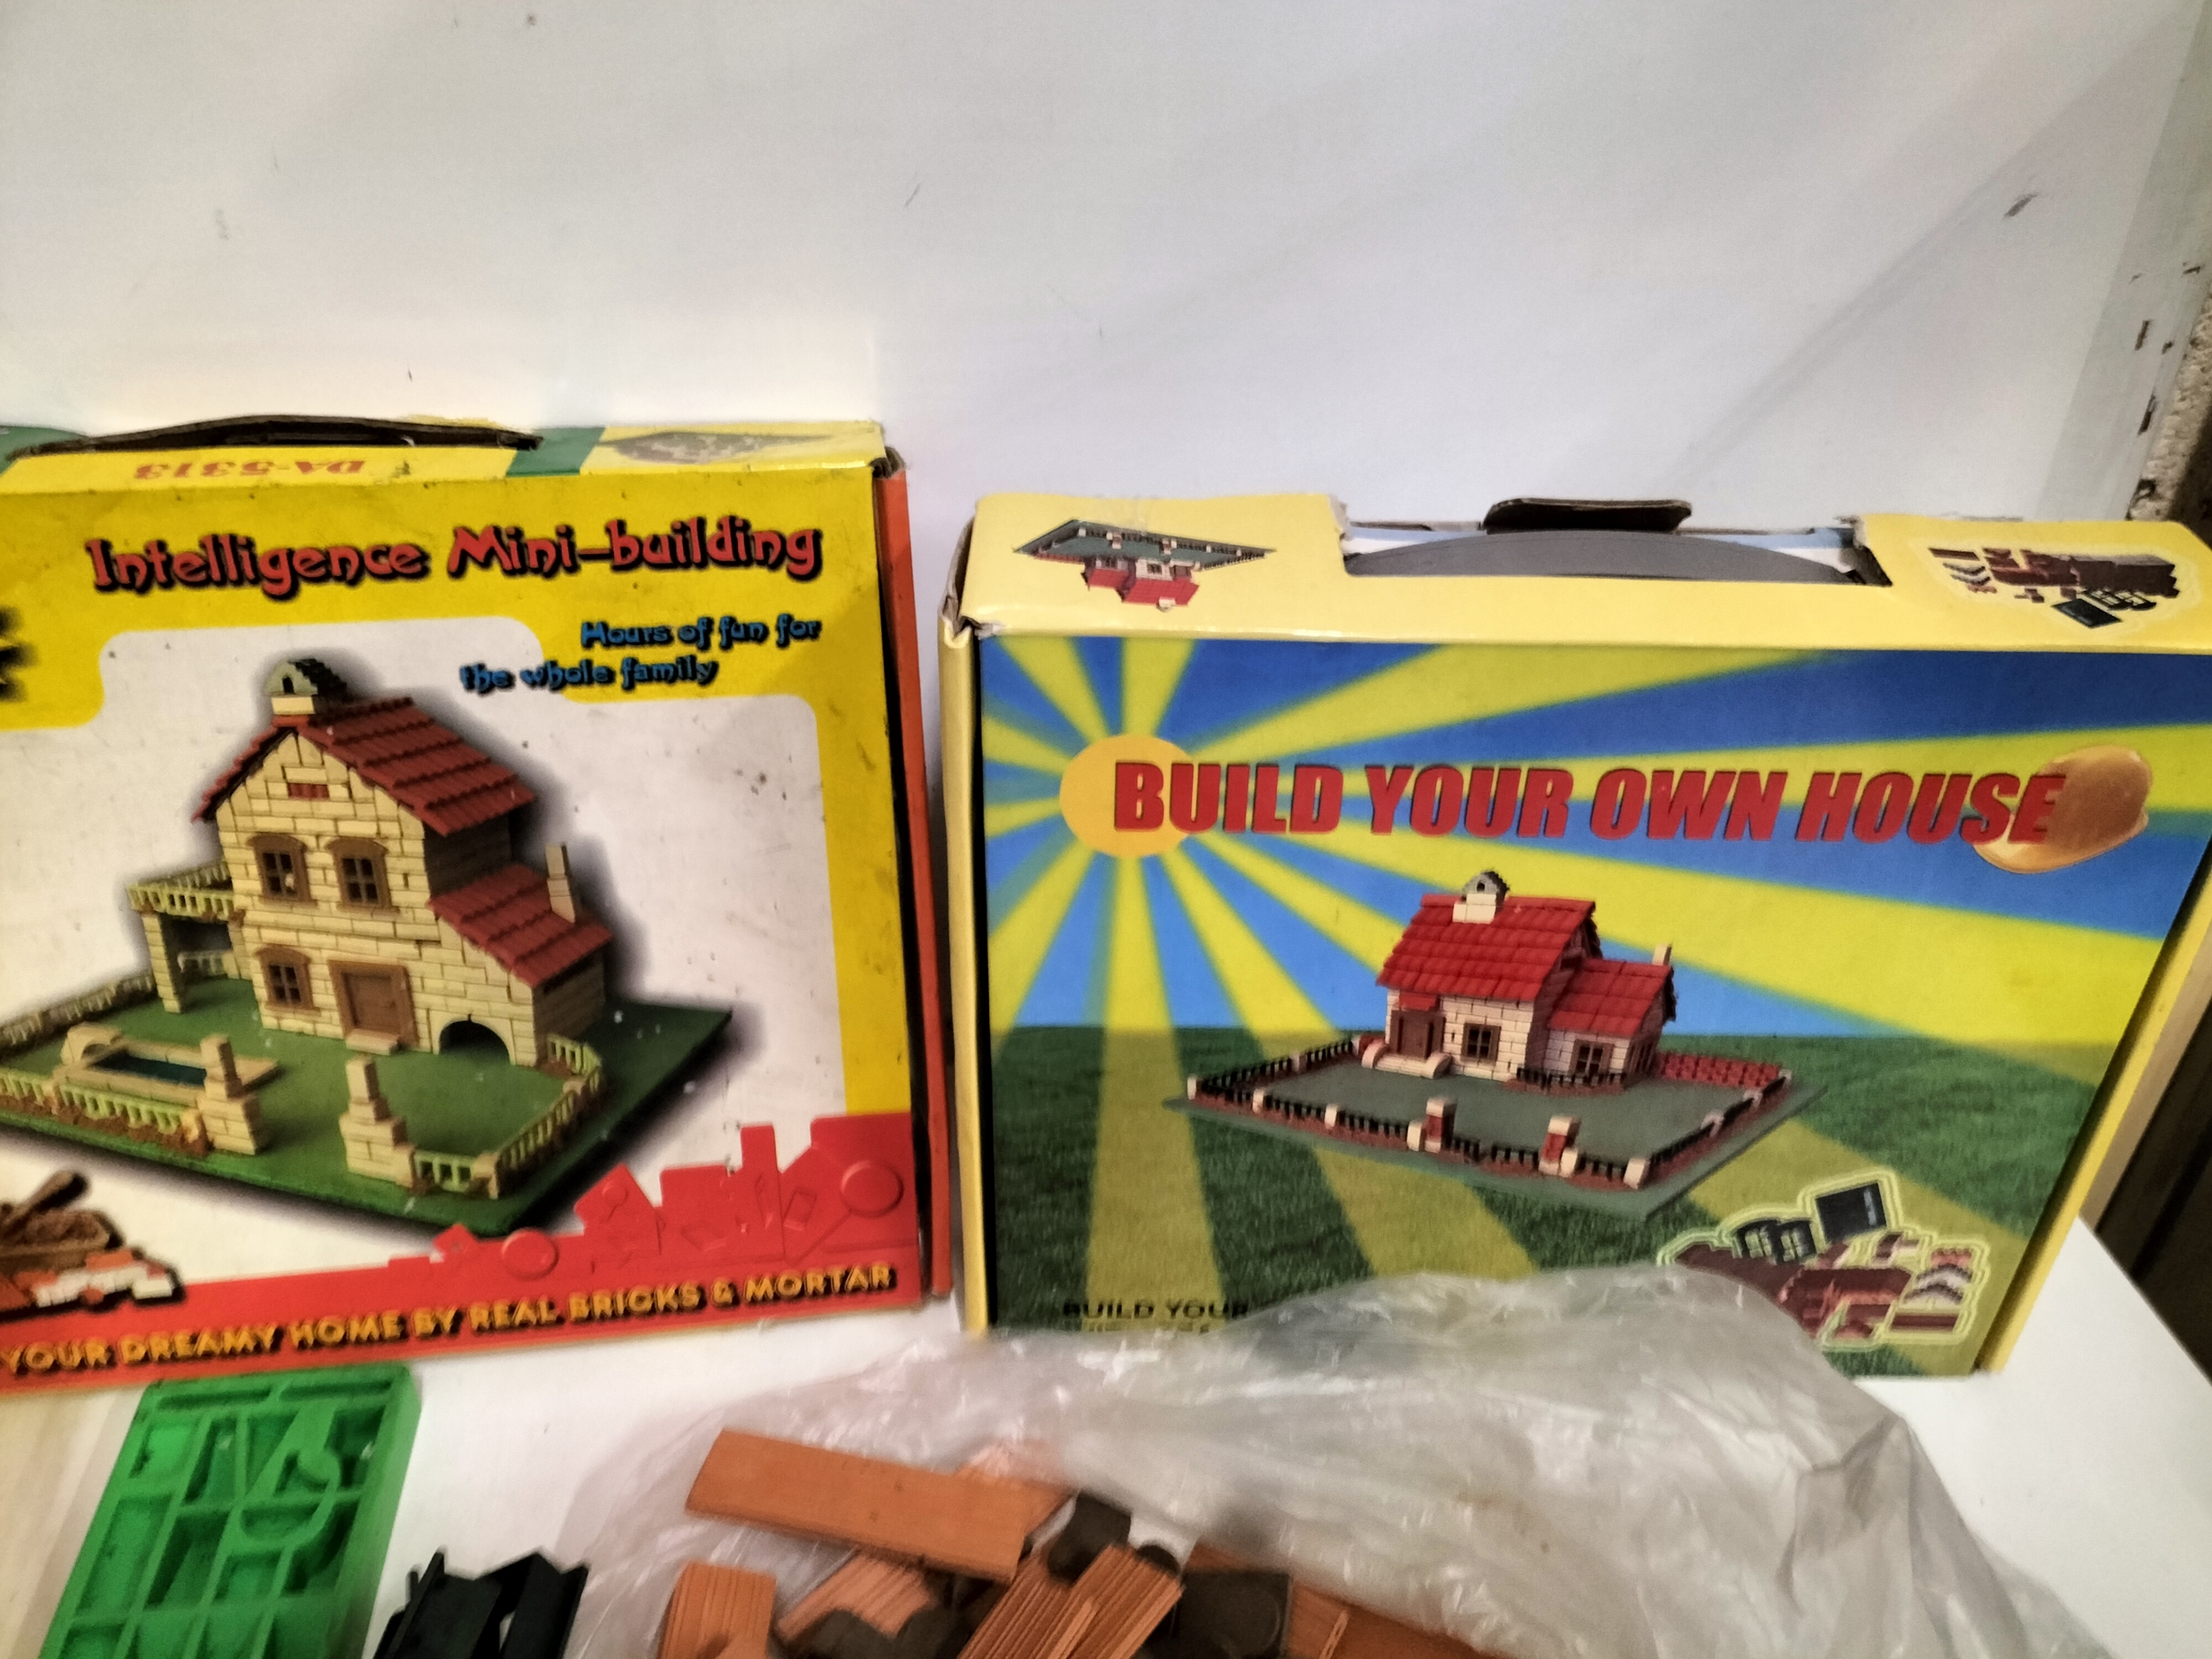 DA-5313
Intelligence Mini-building
Hours of fun for
the whole family
YOUR DREAMY HOME BY REAL BRICKS & MORTAR
BUILD YOUR OWN HOUSE
BUILD YOUR